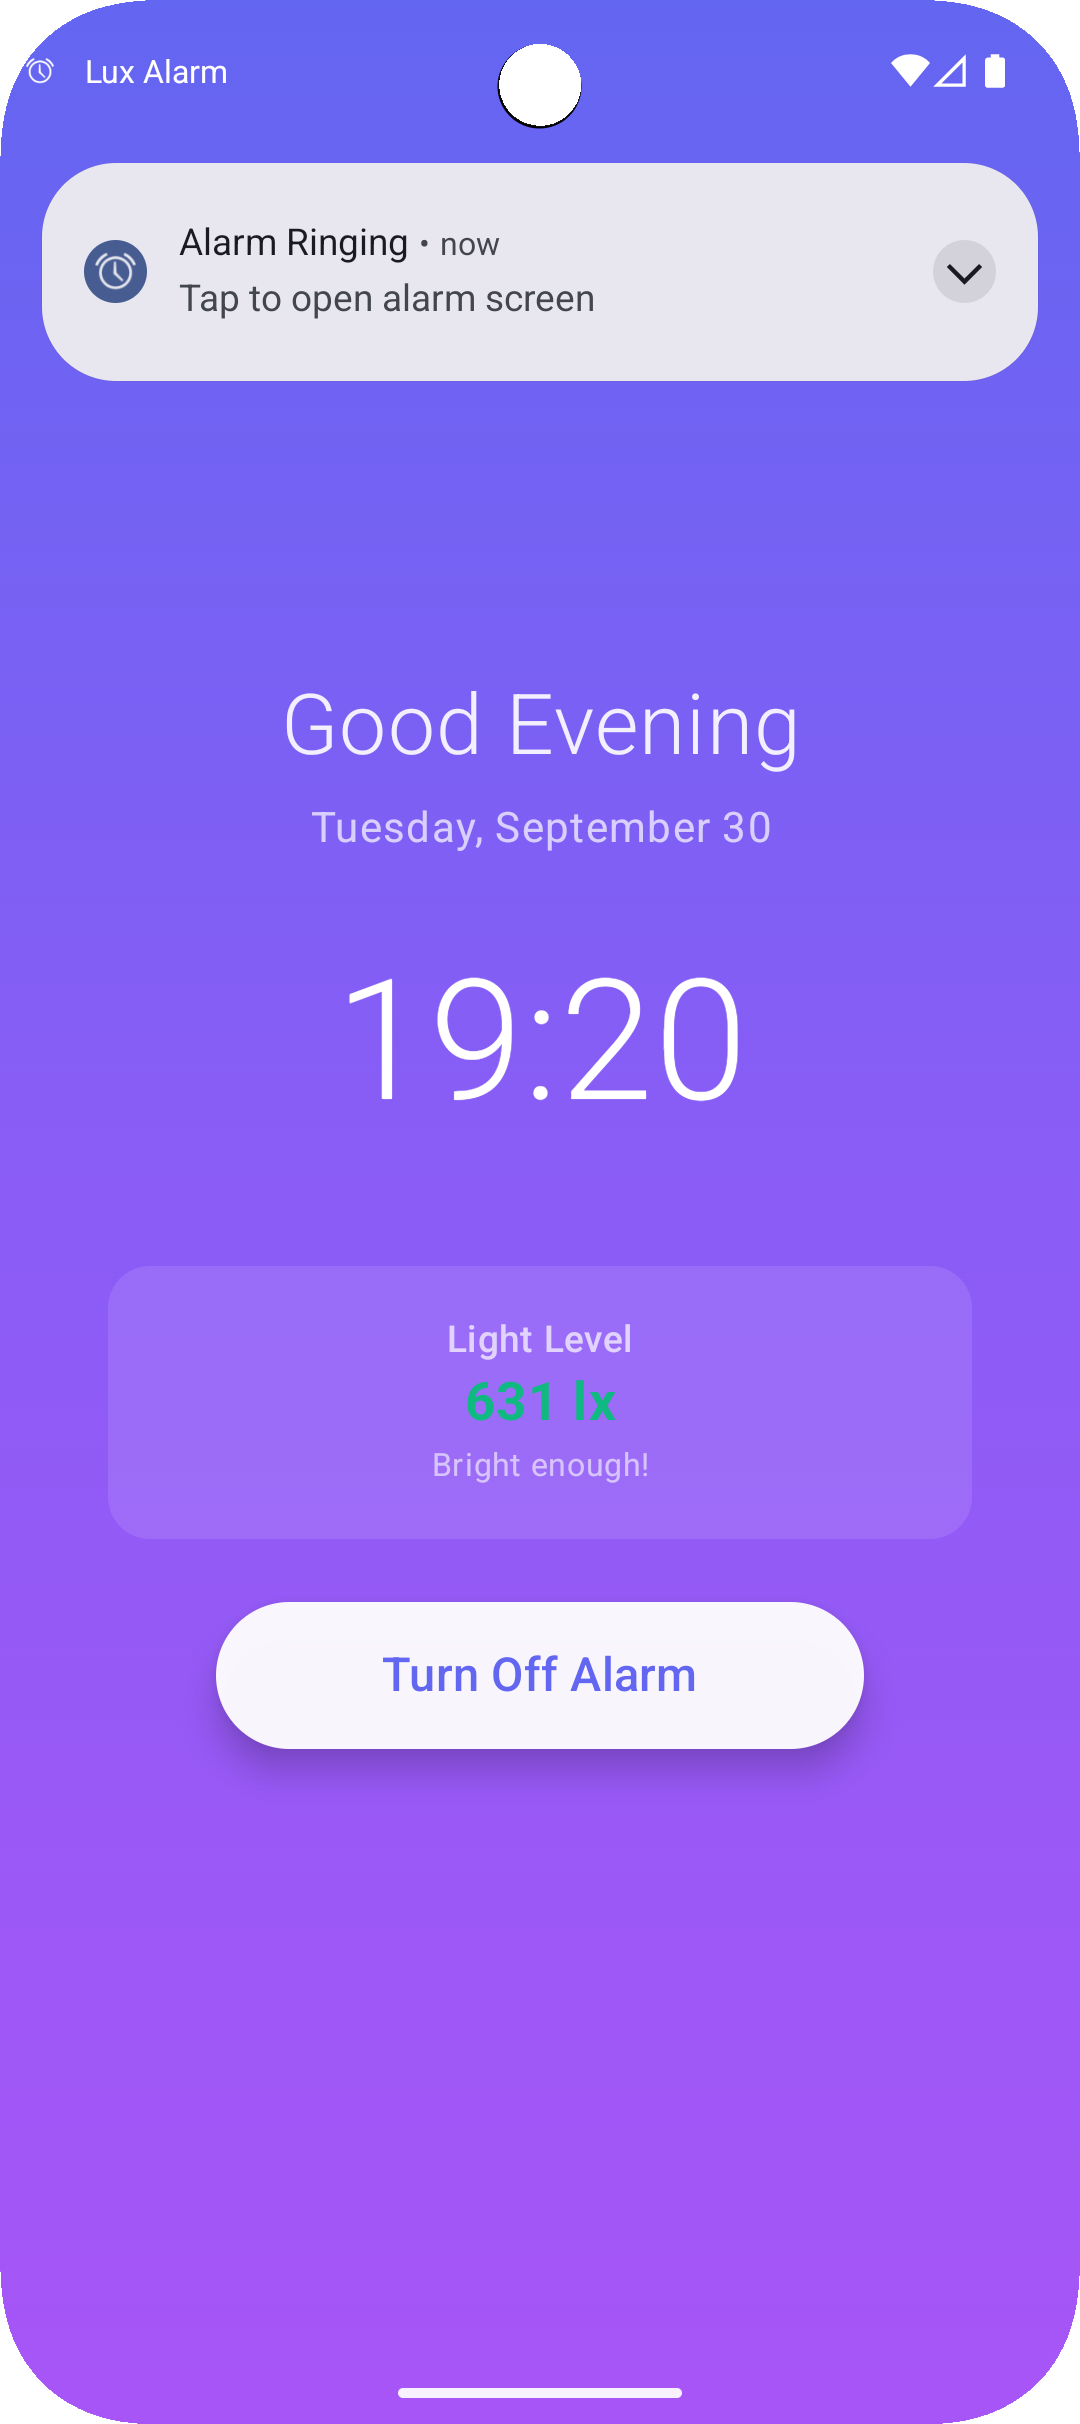 Lux Alarm
Alarm Ringing • now
Tap to open alarm screen
Good Evening
Tuesday, September 30
19:20
Light Level
631 lx
Bright enough!
Turn Off Alarm